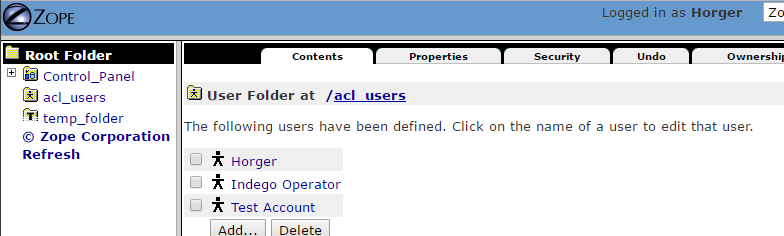 ZOPE
Logged in as Horger
Zo
Root Folder
Control_Panel
acl_users
temp_folder
© Zope Corporation
Refresh
Contents Properties Security Undo Ownershi
User Folder at /acl_users
The following users have been defined. Click on the name of a user to edit that user.
Horger
Indego Operator
Test Account
Add... Delete